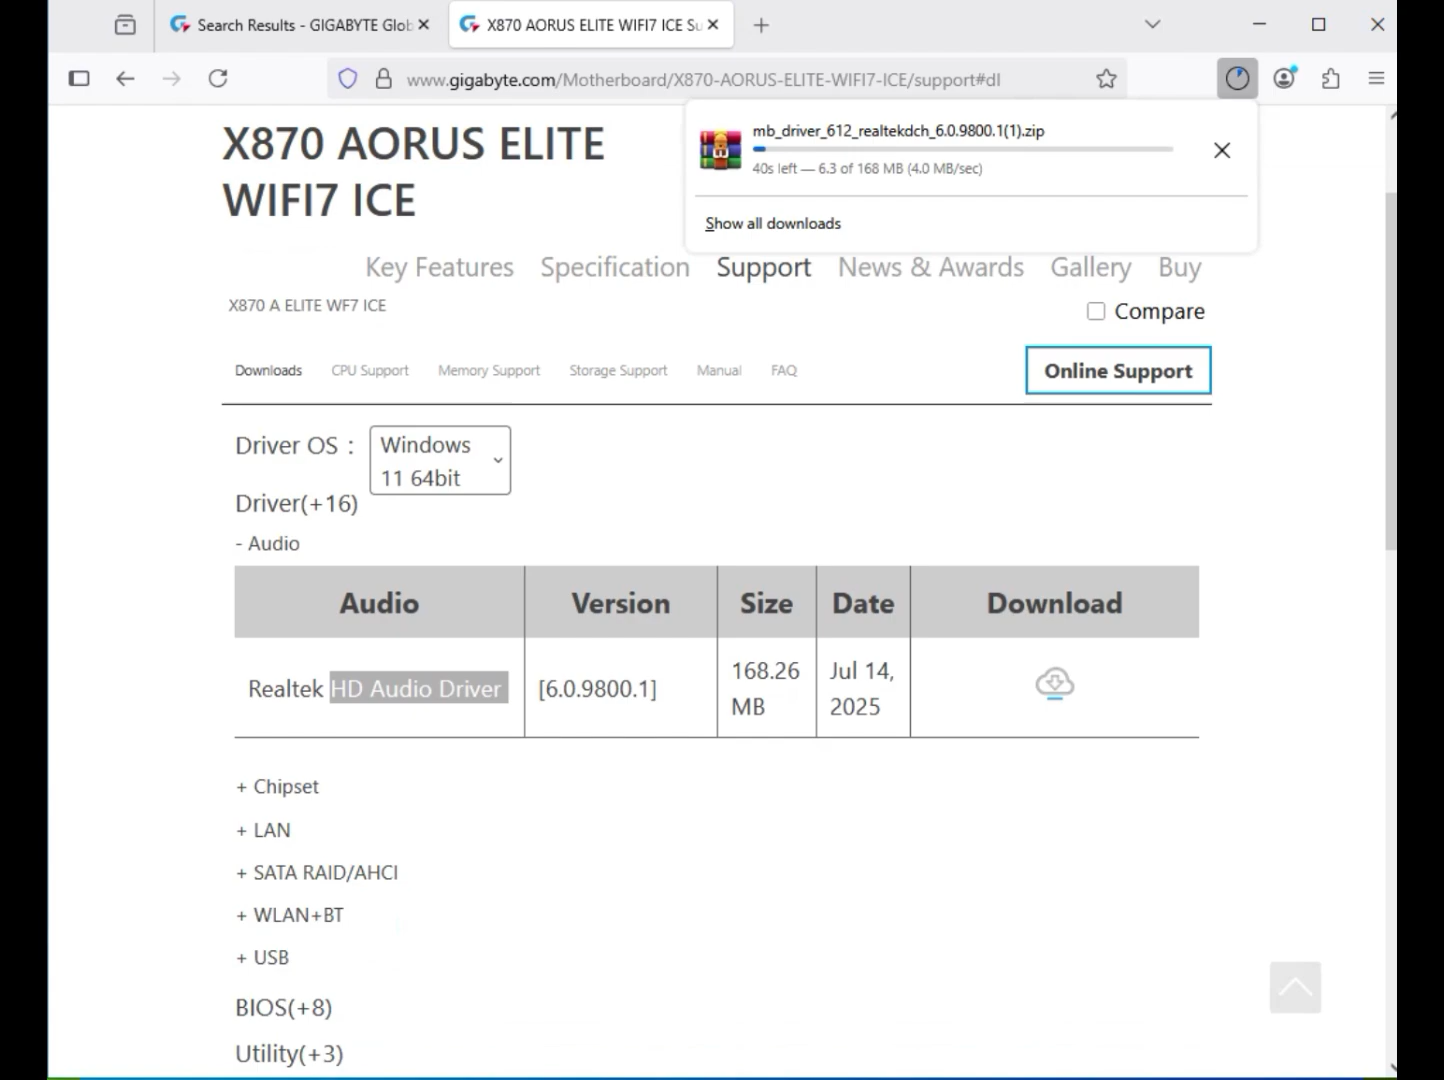 Search Results - GIGABYTE Glob
X870 AORUS ELITE WIFI7 ICE Su
www.gigabyte.com/Motherboard/X870-AORUS-ELITE-WIFI7-ICE/support#dl
mb_driver_612_realtekdch_6.0.9800.1(1).zip
40s left — 6.3 of 168 MB (4.0 MB/sec)
Show all downloads
X870 AORUS ELITE
WIFI7 ICE
Key Features Specification Support News & Awards Gallery Buy
X870 A ELITE WF7 ICE
Compare
Downloads CPU Support Memory Support Storage Support Manual FAQ
Online Support
Driver OS :
Windows
11 64bit
Driver(+16)
- Audio
Audio Version Size Date Download
Realtek HD Audio Driver [6.0.9800.1] 168.26 MB Jul 14, 2025
+ Chipset
+ LAN
+ SATA RAID/AHCI
+ WLAN+BT
+ USB
BIOS(+8)
Utility(+3)